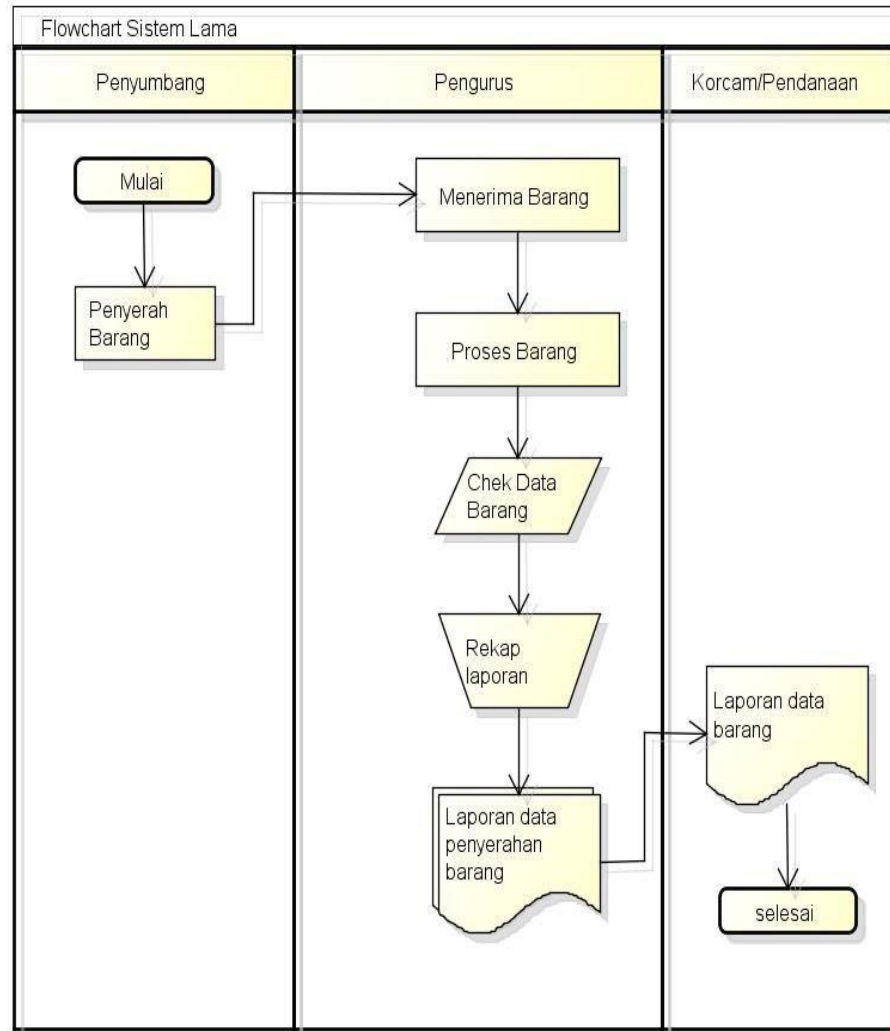 Flowchart Sistem Lama
Penyumbang
Pengurus
Korcam/Pendanaan
Mulai
Penyerah
Barang
Menerima Barang
Proses Barang
Chek Data
Barang
Rekap
laporan
Laporan data
penyerahan
barang
Laporan data
barang
selesai